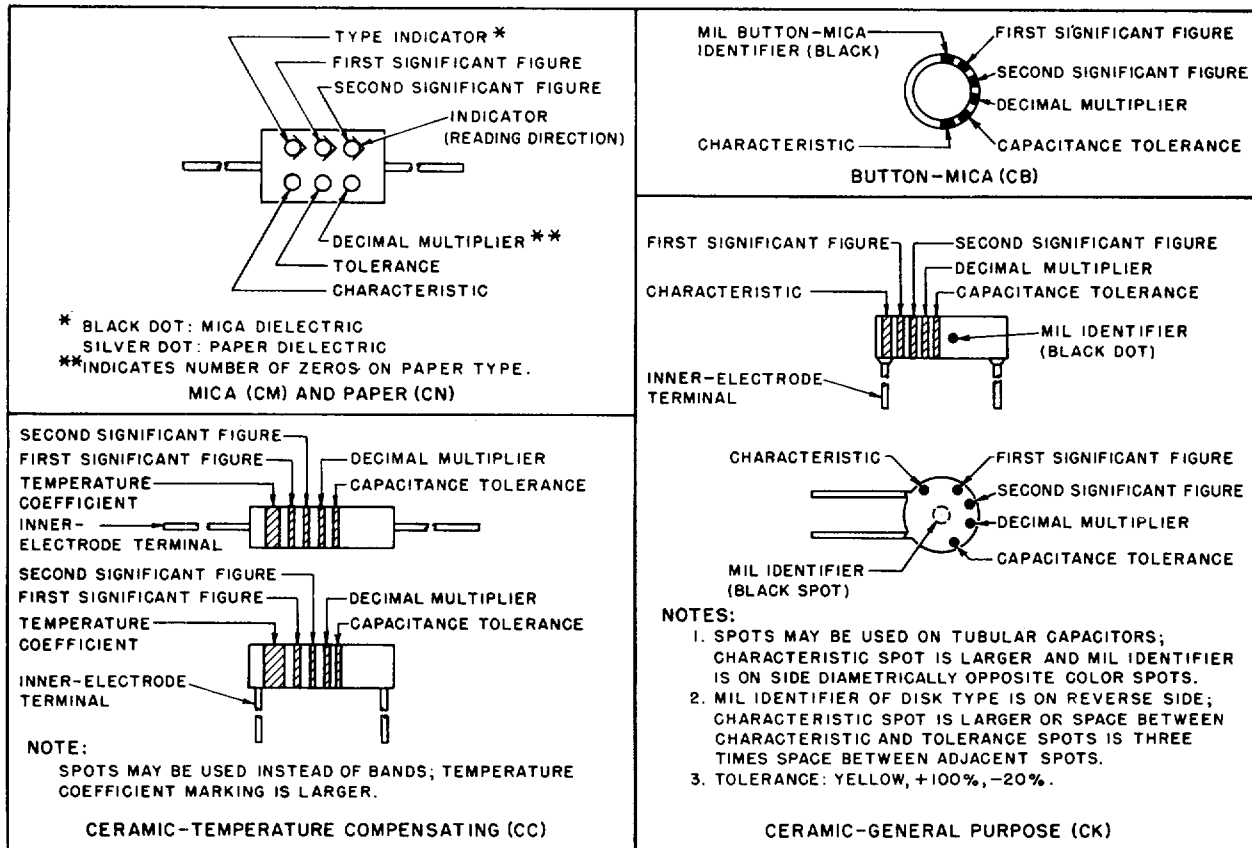 TYPE INDICATOR *
FIRST SIGNIFICANT FIGURE
SECOND SIGNIFICANT FIGURE
INDICATOR
(READING DIRECTION)
DECIMAL MULTIPLIER **
TOLERANCE
CHARACTERISTIC
* BLACK DOT: MICA DIELECTRIC
SILVER DOT: PAPER DIELECTRIC
** INDICATES NUMBER OF ZEROS ON PAPER TYPE.
MICA (CM) AND PAPER (CN)
MIL BUTTON-MICA
IDENTIFIER (BLACK)
FIRST SIGNIFICANT FIGURE
SECOND SIGNIFICANT FIGURE
DECIMAL MULTIPLIER
CHARACTERISTIC
CAPACITANCE TOLERANCE
BUTTON-MICA (CB)
SECOND SIGNIFICANT FIGURE
FIRST SIGNIFICANT FIGURE
DECIMAL MULTIPLIER
TEMPERATURE
COEFFICIENT
CAPACITANCE TOLERANCE
INNER-
ELECTRODE TERMINAL
SECOND SIGNIFICANT FIGURE
FIRST SIGNIFICANT FIGURE
DECIMAL MULTIPLIER
TEMPERATURE
COEFFICIENT
CAPACITANCE TOLERANCE
INNER-ELECTRODE
TERMINAL
NOTE:
SPOTS MAY BE USED INSTEAD OF BANDS; TEMPERATURE
COEFFICIENT MARKING IS LARGER.
CERAMIC-TEMPERATURE COMPENSATING (CC)
FIRST SIGNIFICANT FIGURE
SECOND SIGNIFICANT FIGURE
DECIMAL MULTIPLIER
CHARACTERISTIC
CAPACITANCE TOLERANCE
MIL IDENTIFIER
(BLACK DOT)
INNER-ELECTRODE
TERMINAL
CHARACTERISTIC
FIRST SIGNIFICANT FIGURE
SECOND SIGNIFICANT FIGURE
DECIMAL MULTIPLIER
CAPACITANCE TOLERANCE
MIL IDENTIFIER
(BLACK SPOT)
NOTES:
1. SPOTS MAY BE USED ON TUBULAR CAPACITORS;
CHARACTERISTIC SPOT IS LARGER AND MIL IDENTIFIER
IS ON SIDE DIAMETRICALLY OPPOSITE COLOR SPOTS.
2. MIL IDENTIFIER OF DISK TYPE IS ON REVERSE SIDE;
CHARACTERISTIC SPOT IS LARGER OR SPACE BETWEEN
CHARACTERISTIC AND TOLERANCE SPOTS IS THREE
TIMES SPACE BETWEEN ADJACENT SPOTS.
3. TOLERANCE: YELLOW, +100%, -20%.
CERAMIC-GENERAL PURPOSE (CK)